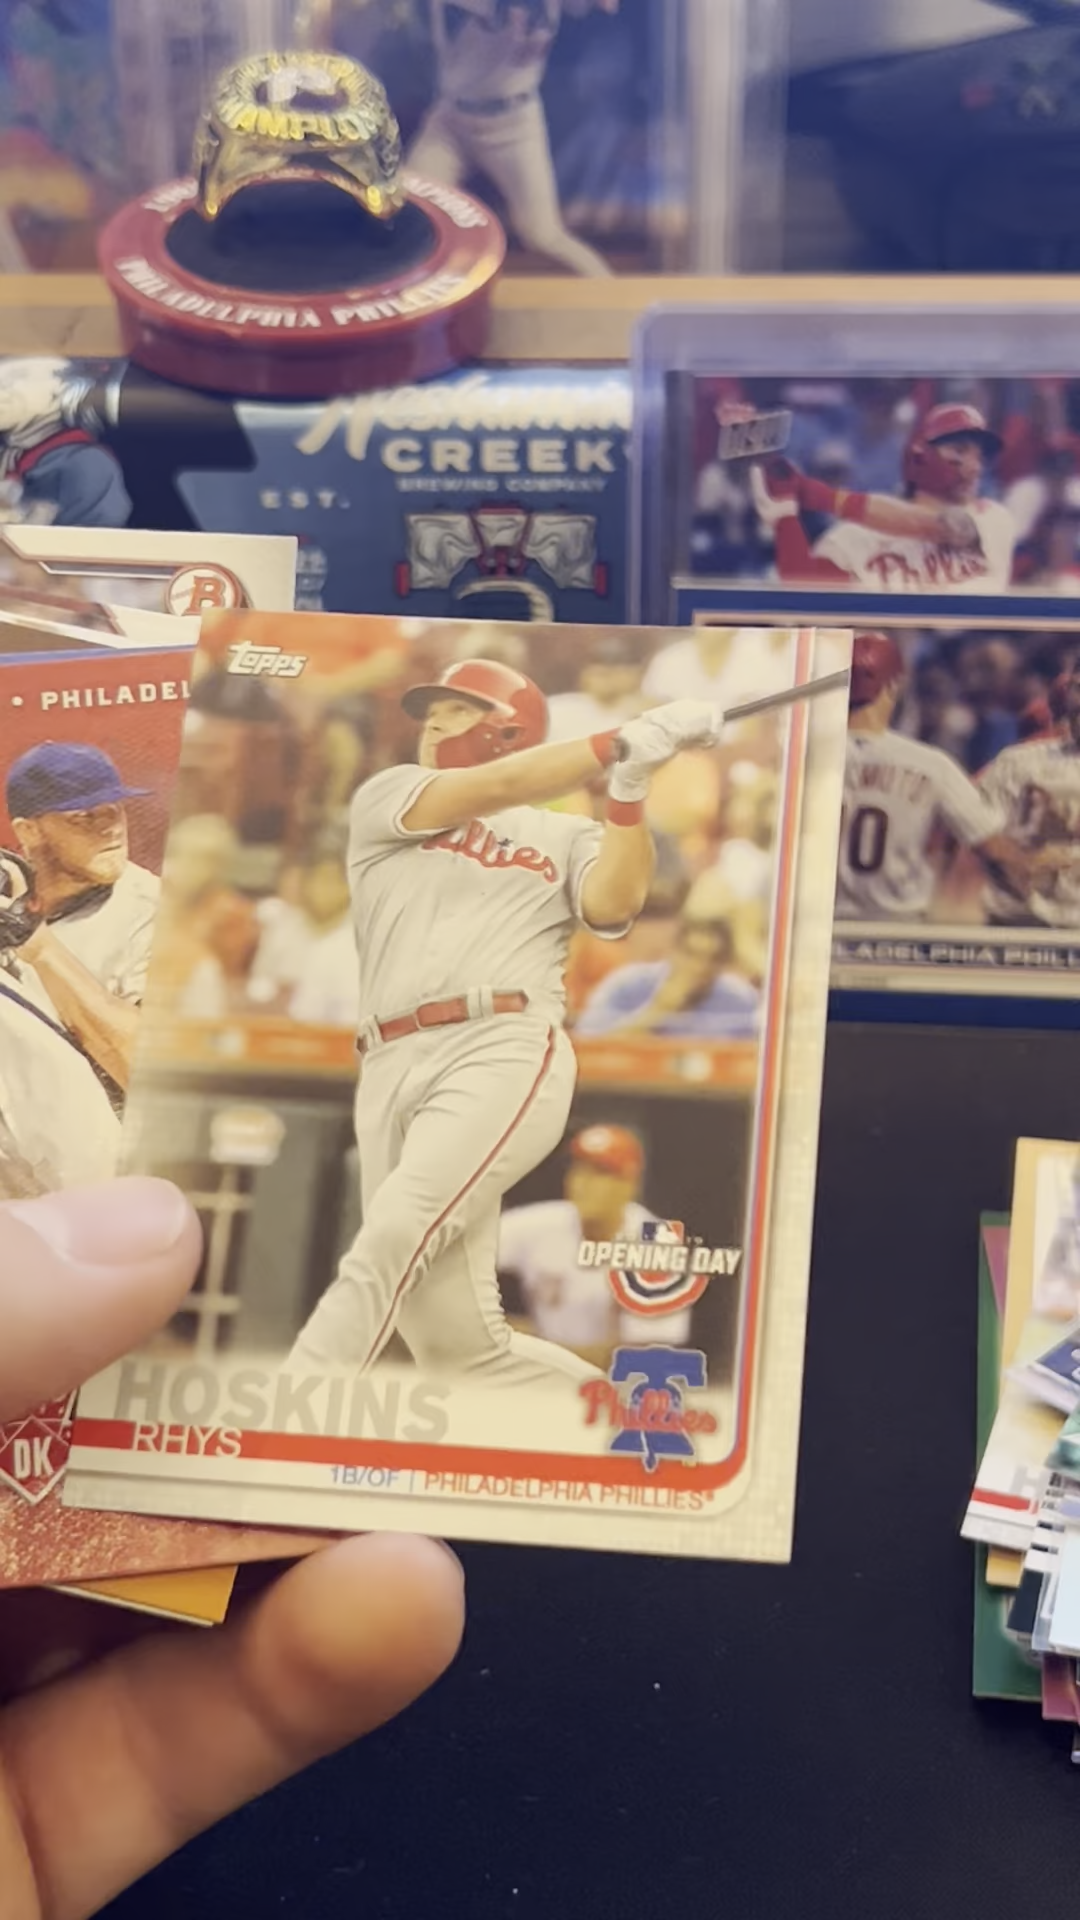 CHAMPIONS
PHILADELPHIA PHILLIES
CREEK
BREWING COMPANY
EST.
Phillies
B
• PHILADEL
Topps
Phillies
10
PHILADELPHIA PHILL
OPENING DAY
HOSKINS
RHYS
Phillies
1B/OF | PHILADELPHIA PHILLIES®
DK